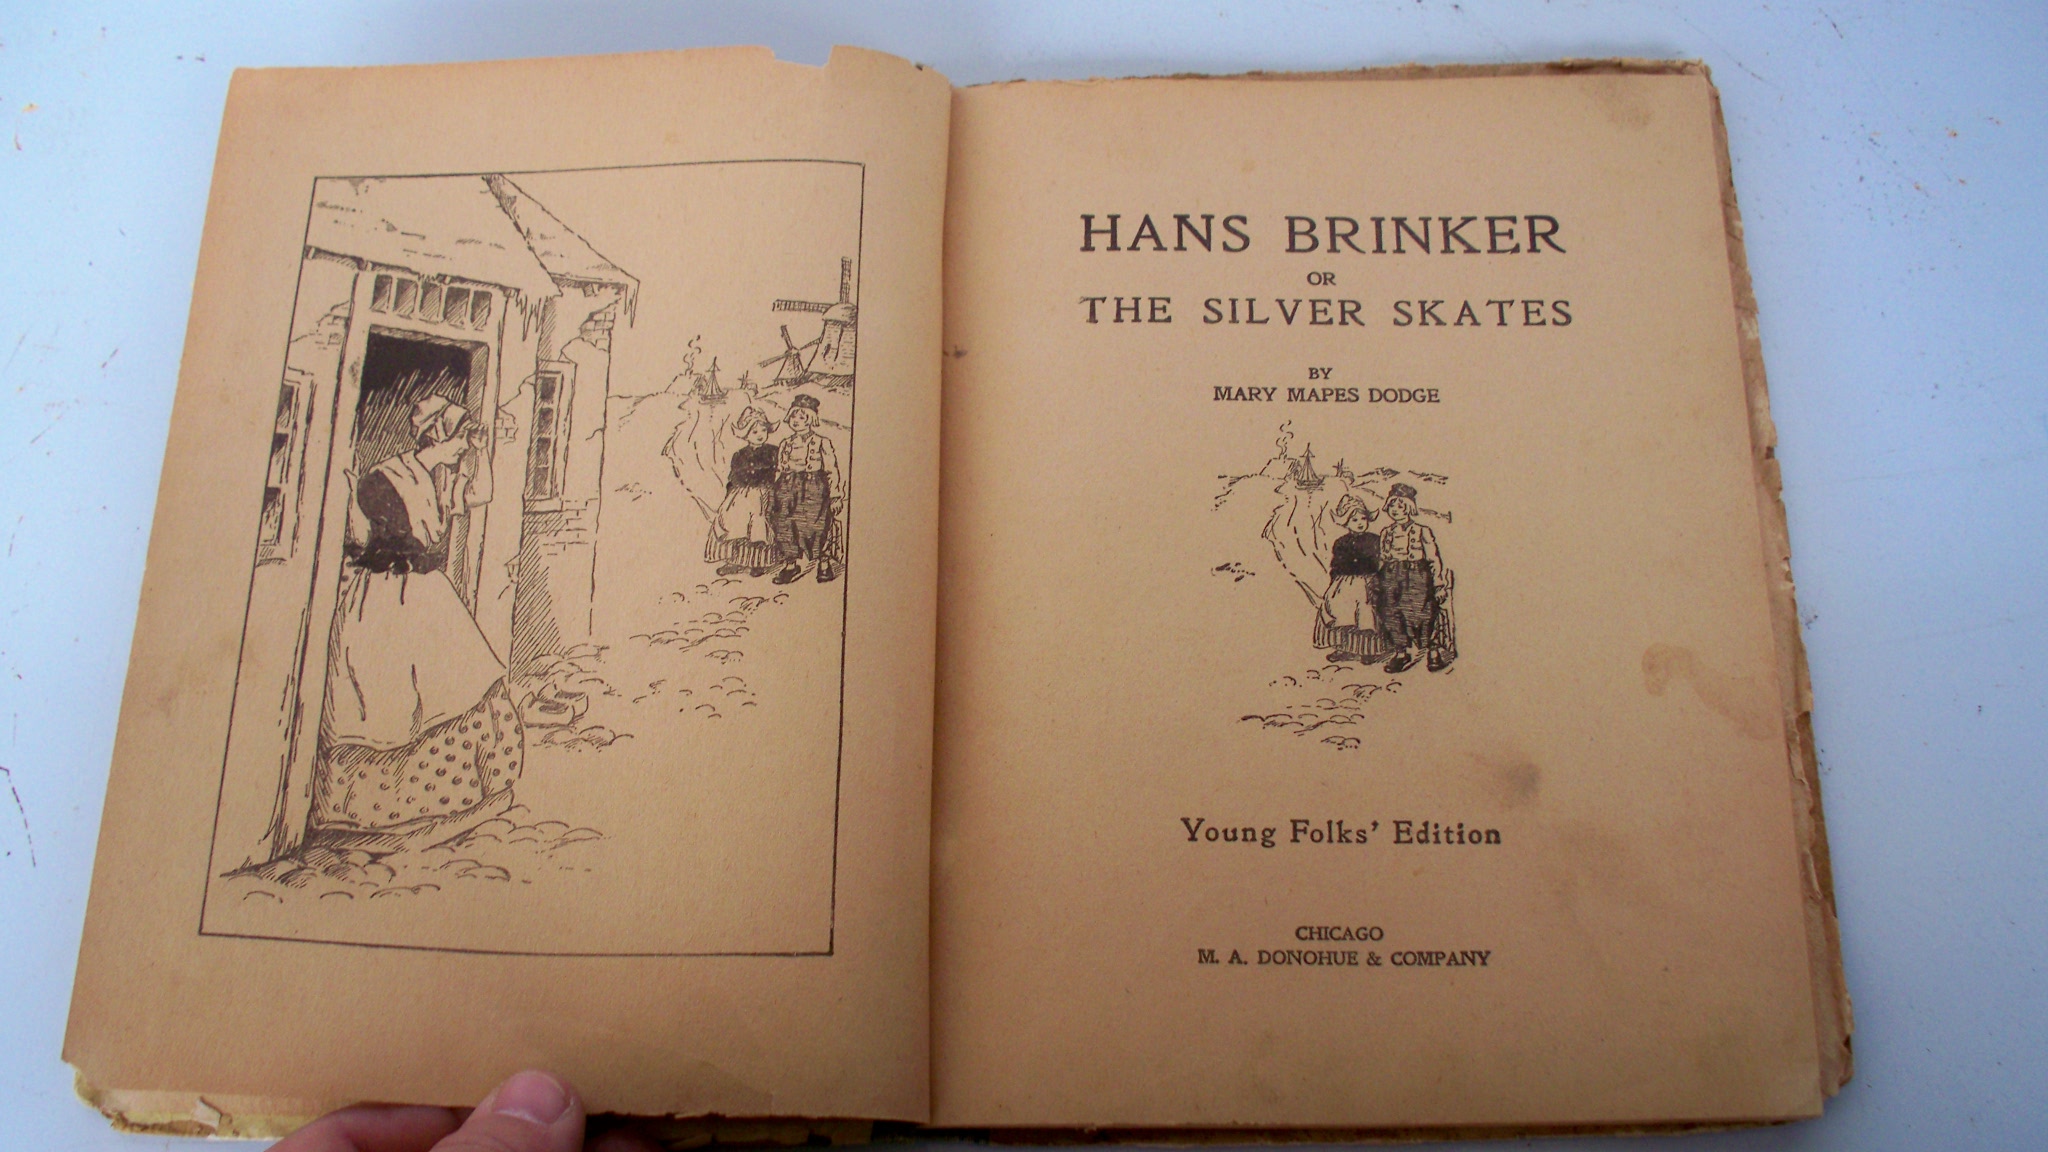 HANS BRINKER
OR
THE SILVER SKATES
BY
MARY MAPES DODGE
Young Folks' Edition
CHICAGO
M. A. DONOHUE & COMPANY